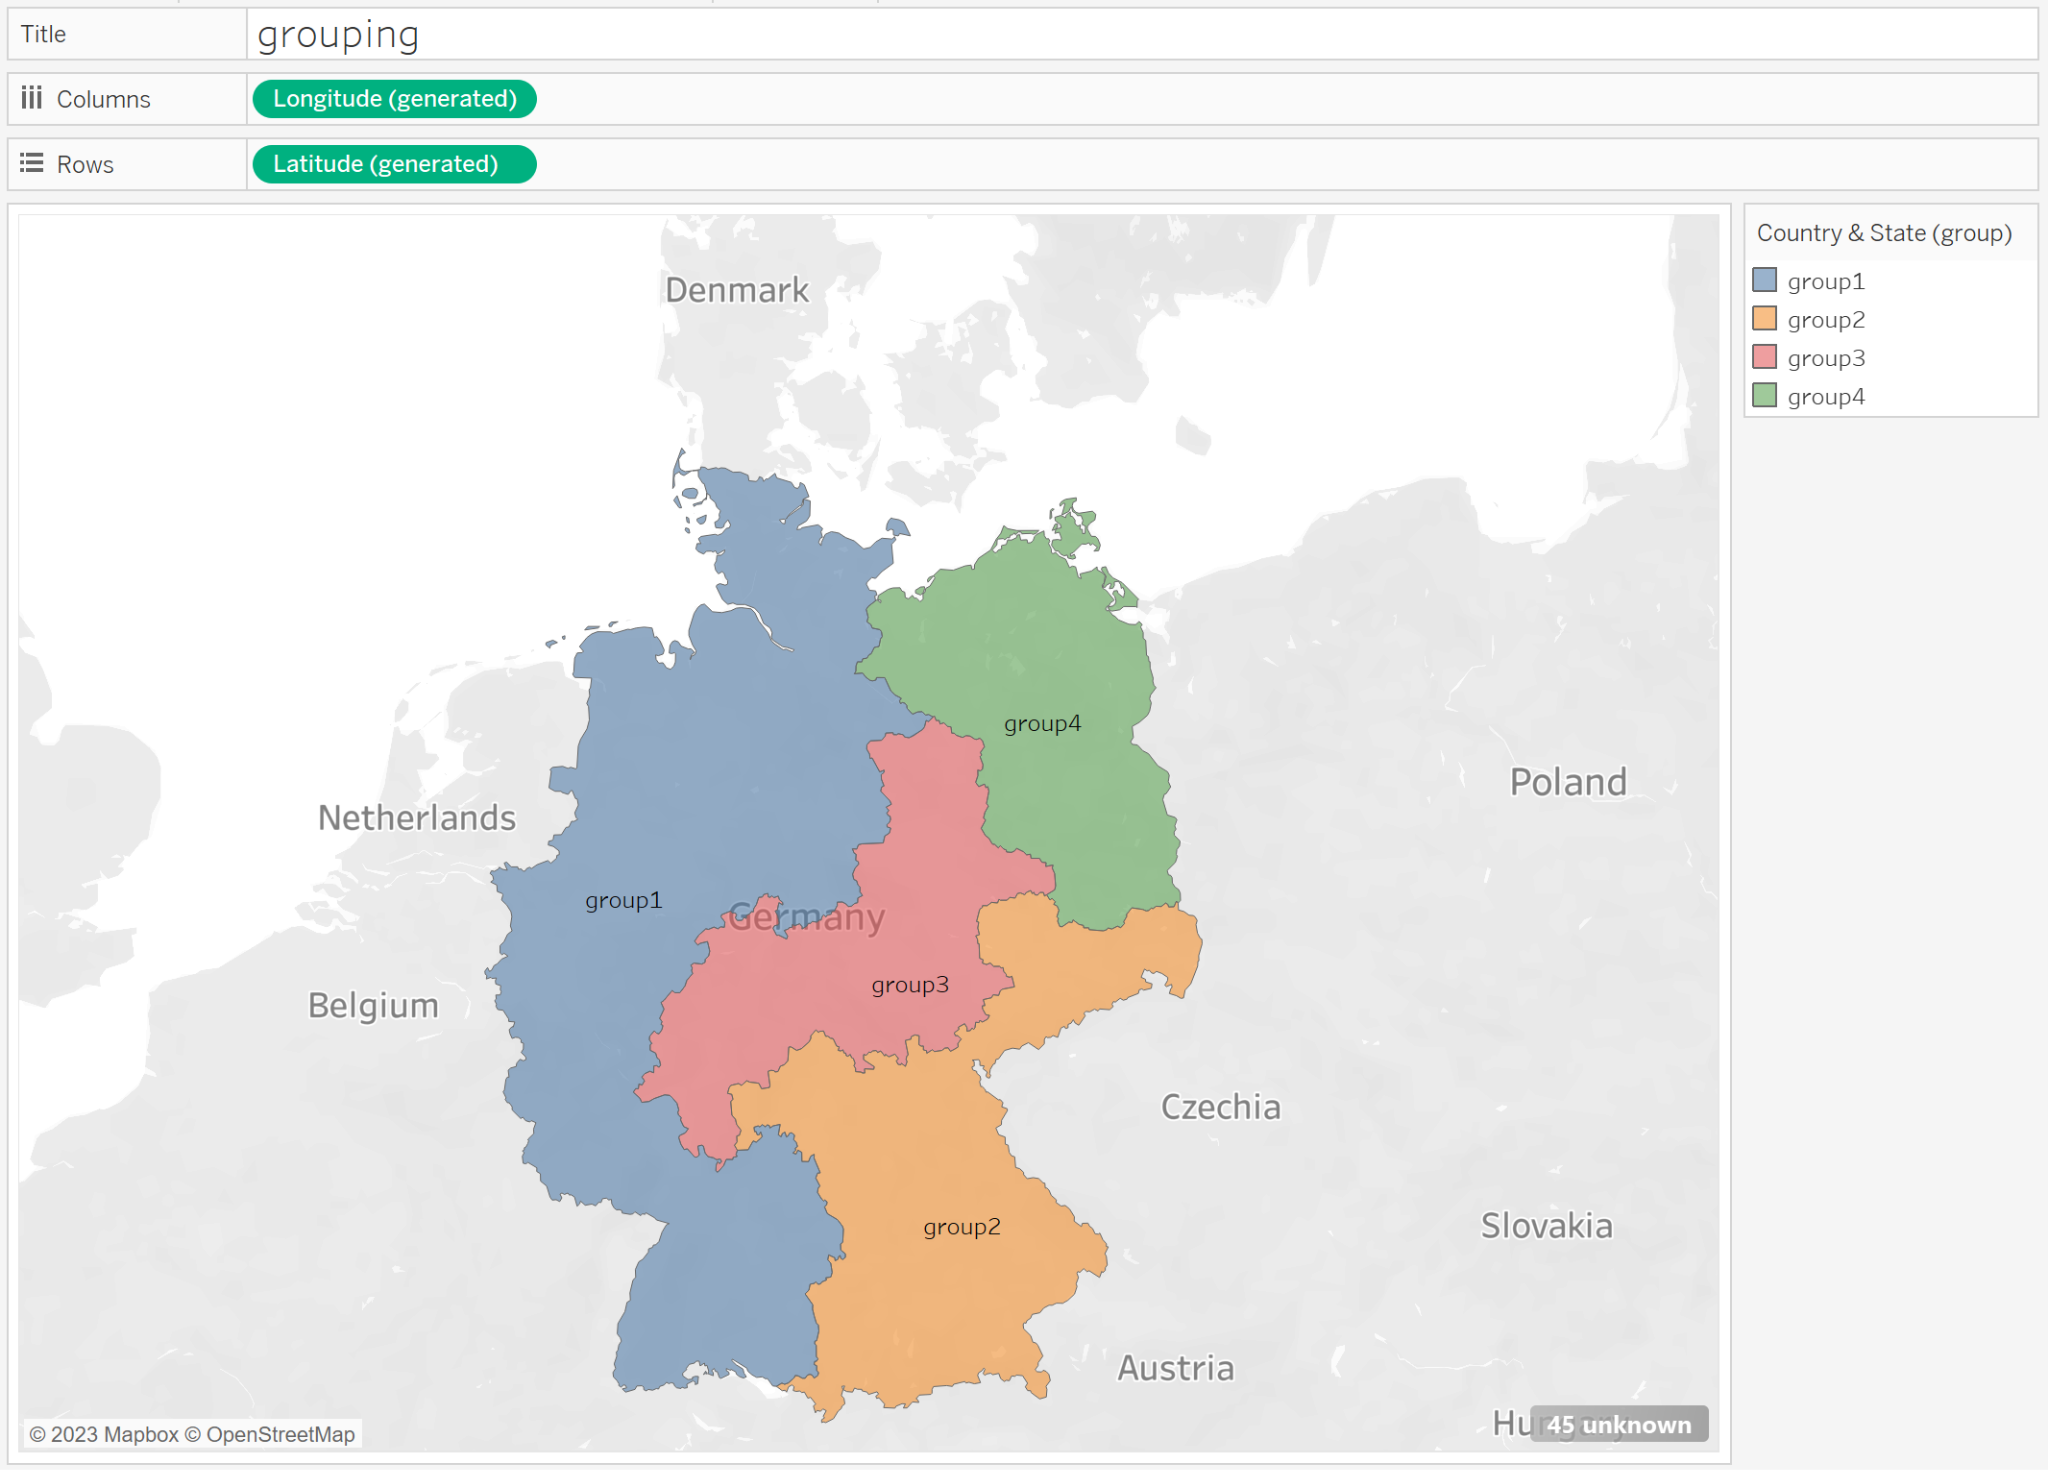 Title
grouping
Columns
Longitude (generated)
Rows
Latitude (generated)
Country & State (group)
group1
group2
group3
group4
Denmark
group4
Poland
Netherlands
group1
Germany
group3
Belgium
Czechia
group2
Slovakia
Austria
45 unknown
© 2023 Mapbox © OpenStreetMap